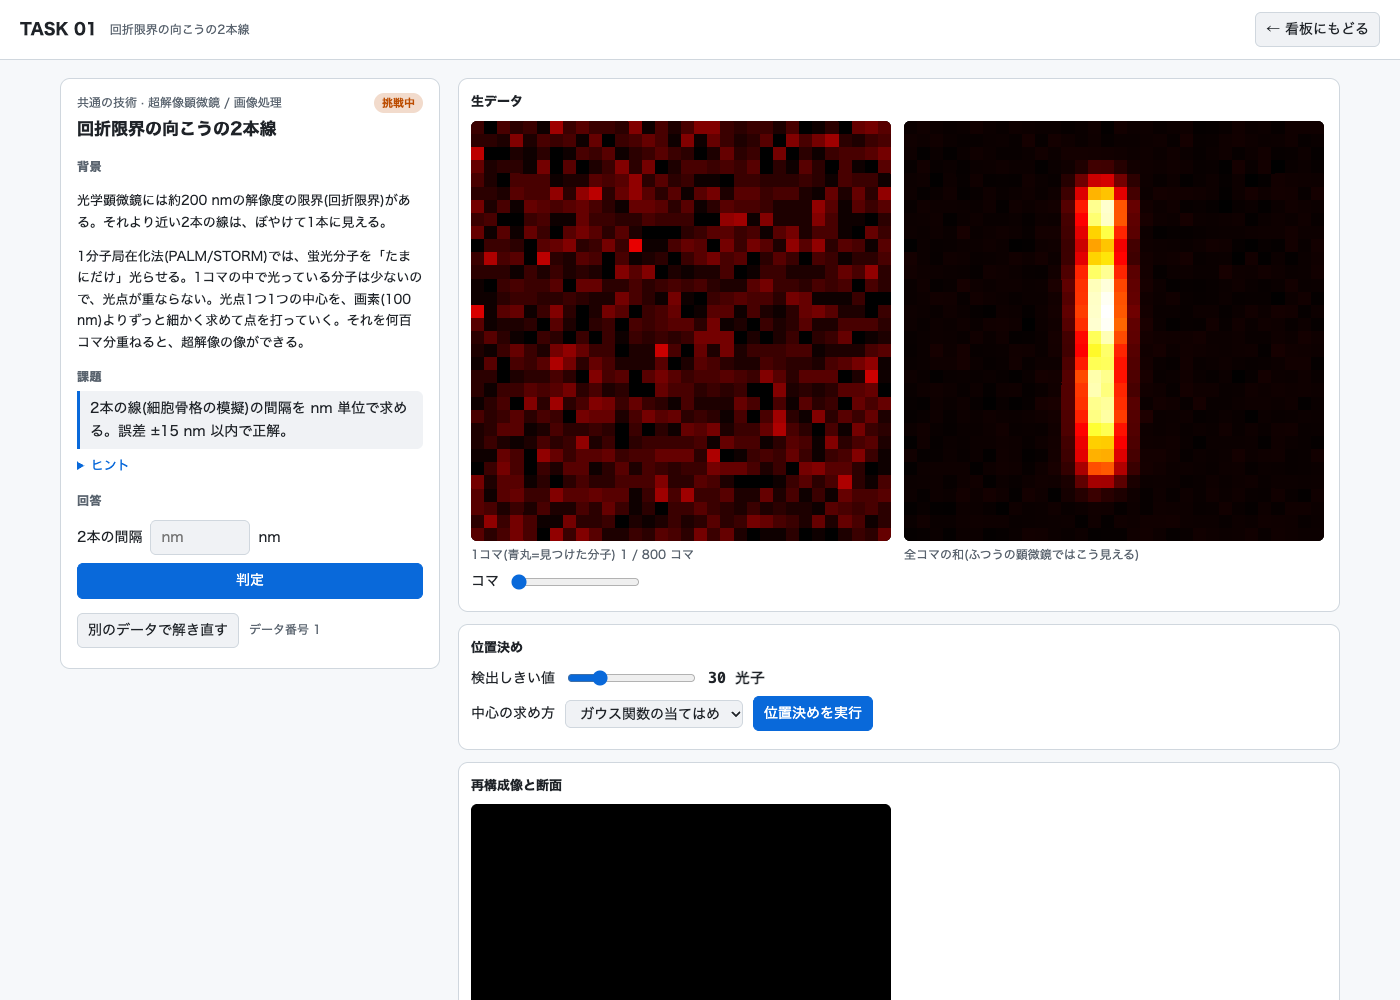 TASK 01 回折限界の向こうの2本線
← 看板にもどる
共通の技術 · 超解像顕微鏡 / 画像処理
挑戦中
回折限界の向こうの2本線
背景
光学顕微鏡には約200 nmの解像度の限界(回折限界)があ
る。それより近い2本の線は、ぼやけて1本に見える。
1分子局在化法(PALM/STORM)では、蛍光分子を「たま
にだけ」光らせる。1コマの中で光っている分子は少ないの
で、光点が重ならない。光点1つ1つの中心を、画素(100
nm)よりずっと細かく求めて点を打っていく。それを何百
コマ分重ねると、超解像の像ができる。
課題
2本の線(細胞骨格の模擬)の間隔を nm 単位で求め
る。誤差 ±15 nm 以内で正解。
▶ ヒント
回答
2本の間隔 nm nm
判定
別のデータで解き直す データ番号 1
生データ
1コマ(青丸=見つけた分子) 1 / 800 コマ
全コマの和(ふつうの顕微鏡ではこう見える)
コマ
位置決め
検出しきい値 30 光子
中心の求め方 ガウス関数の当てはめ 位置決めを実行
再構成像と断面